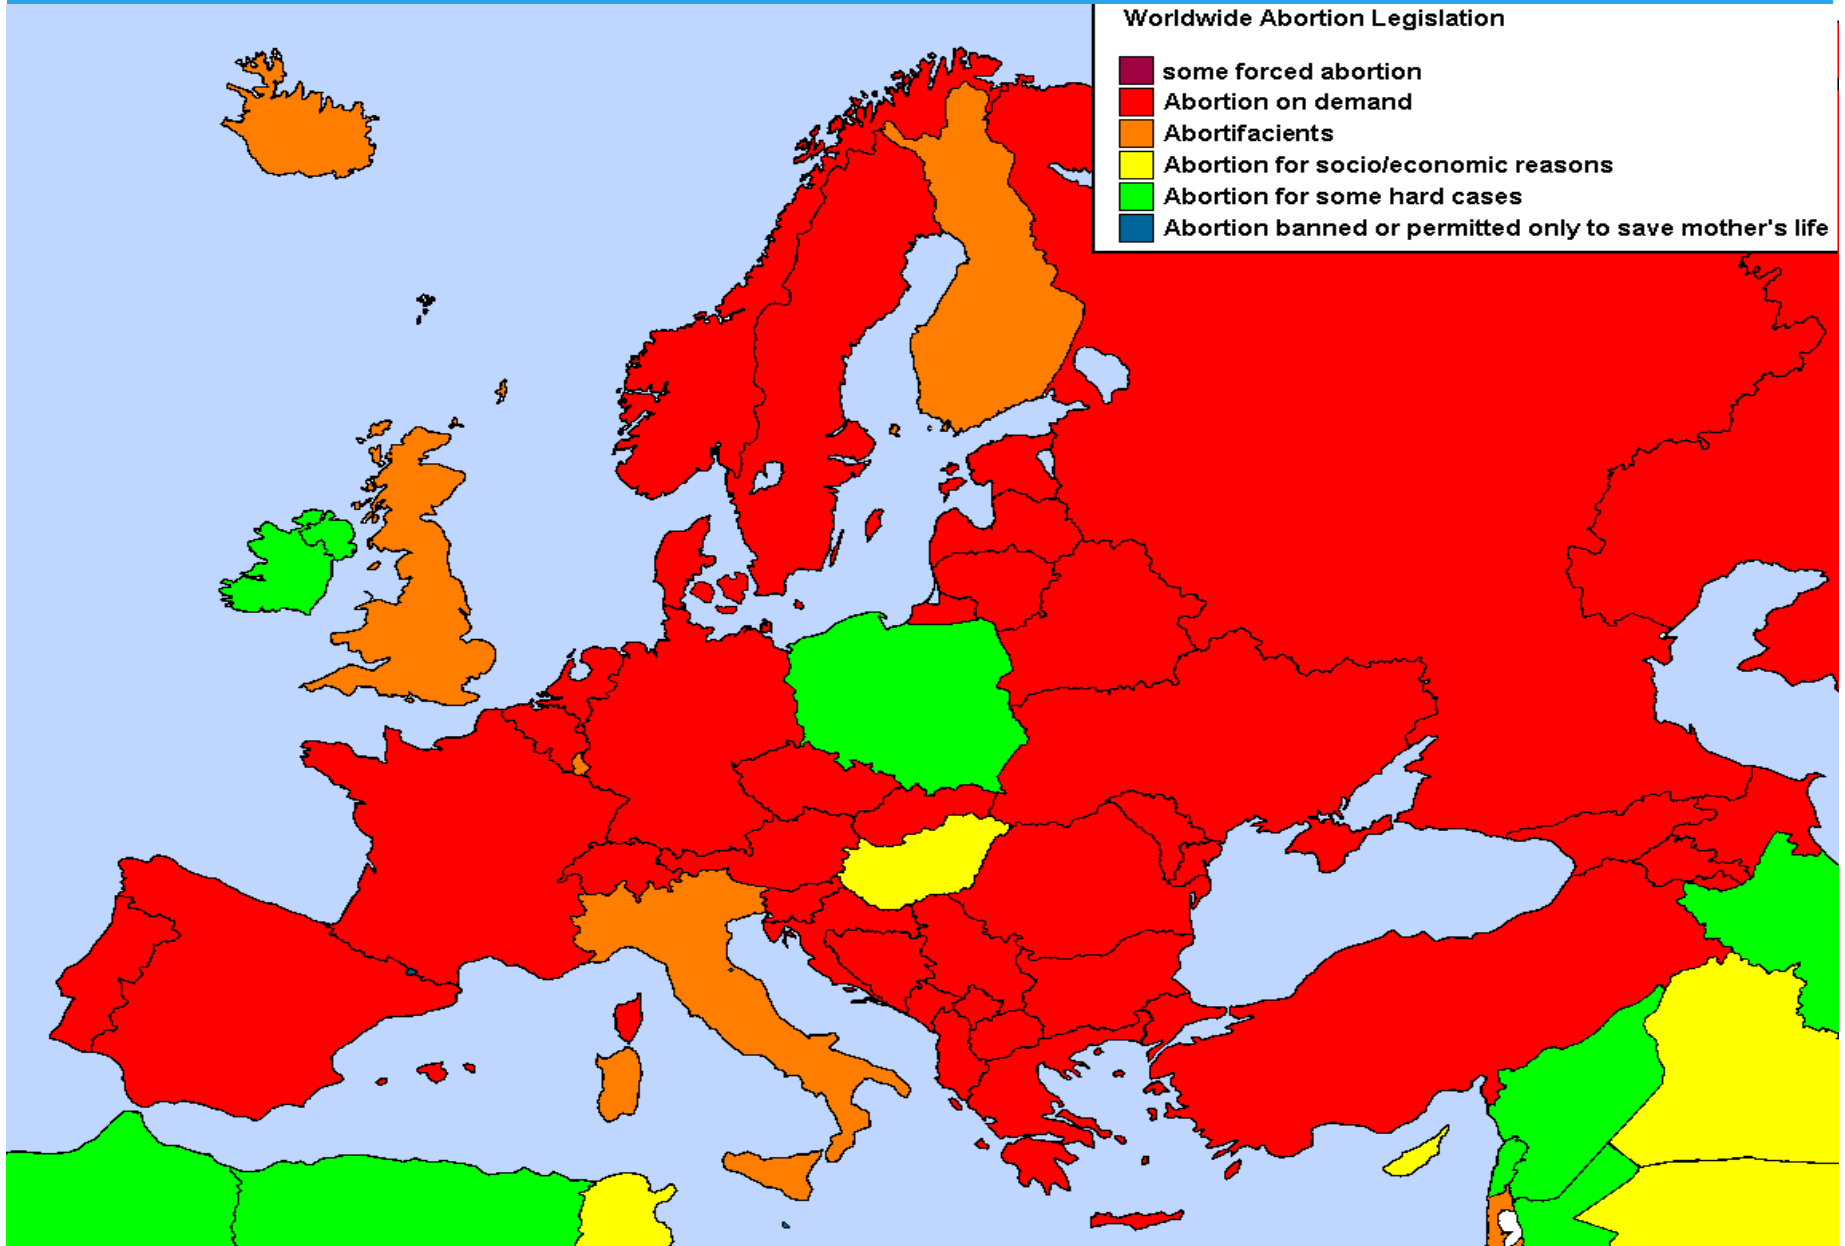 Worldwide Abortion Legislation
some forced abortion
Abortion on demand
Abortifacients
Abortion for socio/economic reasons
Abortion for some hard cases
Abortion banned or permitted only to save mother's life